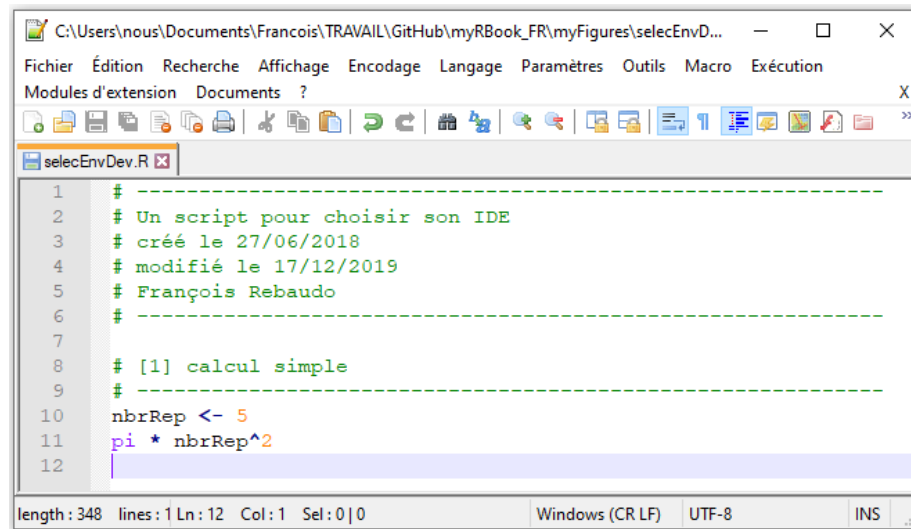 C:\Users\nous\Documents\Francois\TRAVAIL\GitHub\myRBook_FR\myFigures\selecEnvD...
Fichier Édition Recherche Affichage Encodage Langage Paramètres Outils Macro Exécution
Modules d'extension Documents ? X
selecEnvDev.R
1 # ------------------------------------------------------------
2 # Un script pour choisir son IDE
3 # créé le 27/06/2018
4 # modifié le 17/12/2019
5 # François Rebaudo
6 # ------------------------------------------------------------
7
8 # [1] calcul simple
9 # ------------------------------------------------------------
10 nbrRep <- 5
11 pi * nbrRep^2
12
length : 348 lines : 1 Ln : 12 Col : 1 Sel : 0 | 0 Windows (CR LF) UTF-8 INS